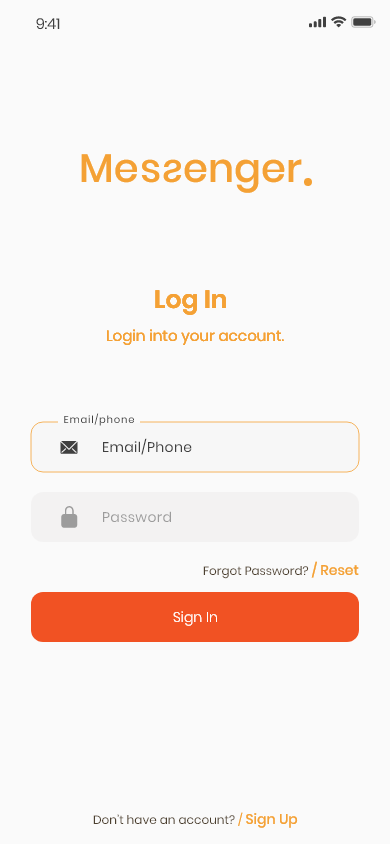 9:41
Messenger.
Log In
Login into your account.
Email/phone
Email/Phone
Password
Forgot Password? / Reset
Sign In
Don't have an account? / Sign Up